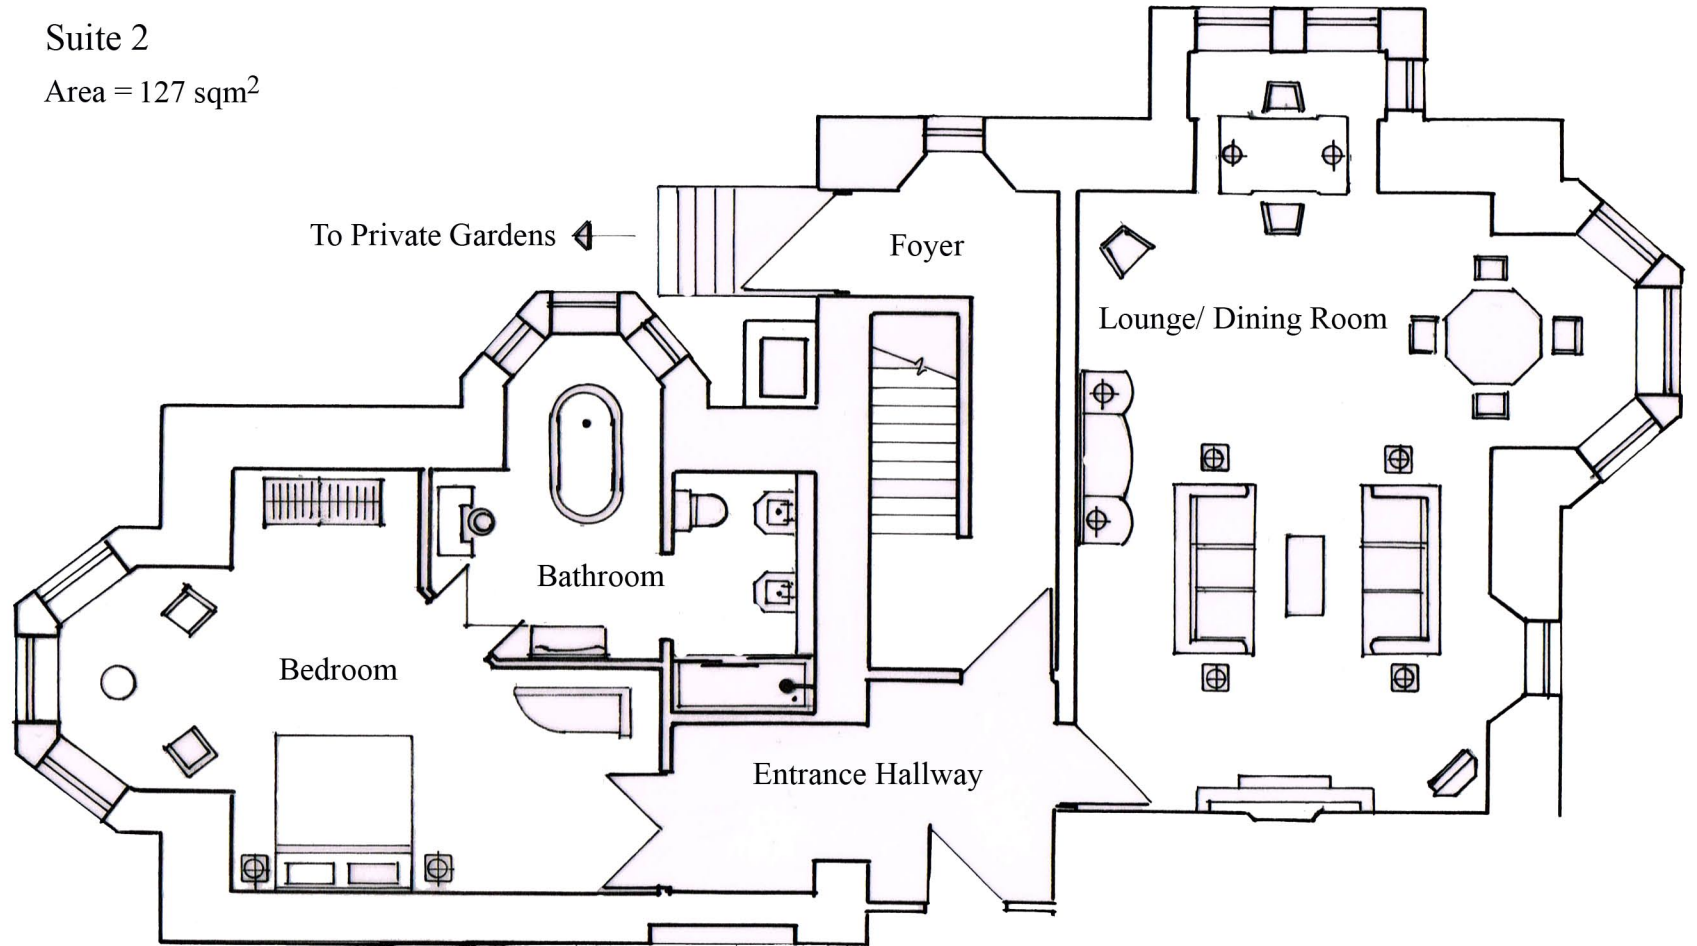 Suite 2
Area = 127 sqm²
To Private Gardens
Foyer
Lounge/ Dining Room
Bathroom
Bedroom
Entrance Hallway